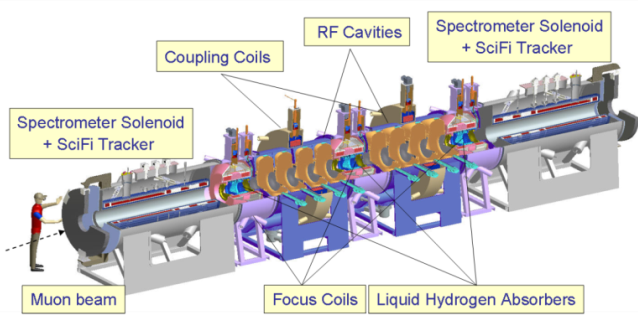 Spectrometer Solenoid
+ SciFi Tracker
RF Cavities
Coupling Coils
Spectrometer Solenoid
+ SciFi Tracker
Muon beam
Focus Coils
Liquid Hydrogen Absorbers